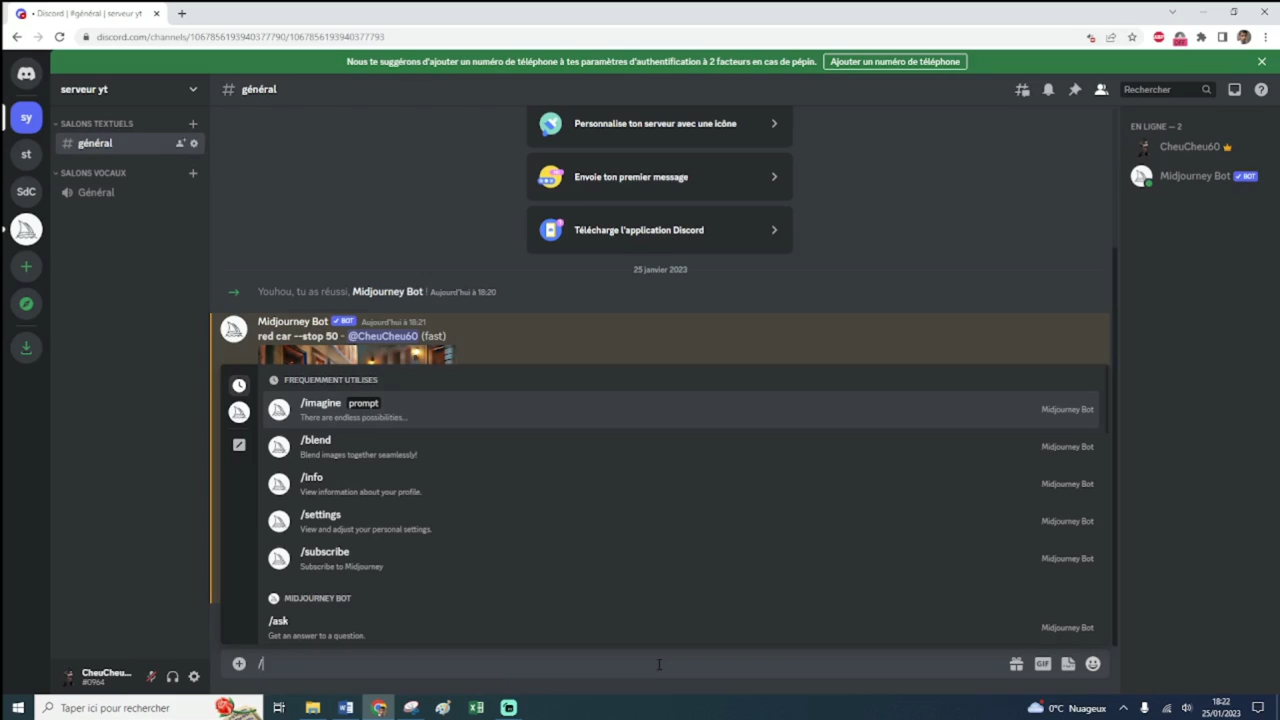 • Discord | #général | serveur yt
discord.com/channels/1067856193940377790/1067856193940377793
OFF
Nous te suggérons d'ajouter un numéro de téléphone à tes paramètres d'authentification à 2 facteurs en cas de pépin.
Ajouter un numéro de téléphone
serveur yt
# général
Rechercher
SALONS TEXTUELS
# général
SALONS VOCAUX
Général
sy
st
SdC
Personnalise ton serveur avec une icône
Envoie ton premier message
Télécharge l'application Discord
25 janvier 2023
Youhou, tu as réussi, Midjourney Bot ! Aujourd'hui à 18:20
Midjourney Bot ✓ BOT Aujourd'hui à 18:21
red car --stop 50 - @CheuCheu60 (fast)
FREQUEMMENT UTILISES
/imagine prompt
There are endless possibilities...
Midjourney Bot
/blend
Blend images together seamlessly!
Midjourney Bot
/info
View information about your profile.
Midjourney Bot
/settings
View and adjust your personal settings.
Midjourney Bot
/subscribe
Subscribe to Midjourney
Midjourney Bot
MIDJOURNEY BOT
/ask
Get an answer to a question.
Midjourney Bot
/
GIF
EN LIGNE — 2
CheuCheu60
Midjourney Bot ✓ BOT
CheuCheu...
#0964
Taper ici pour rechercher
0°C Nuageux
18:22
25/01/2023